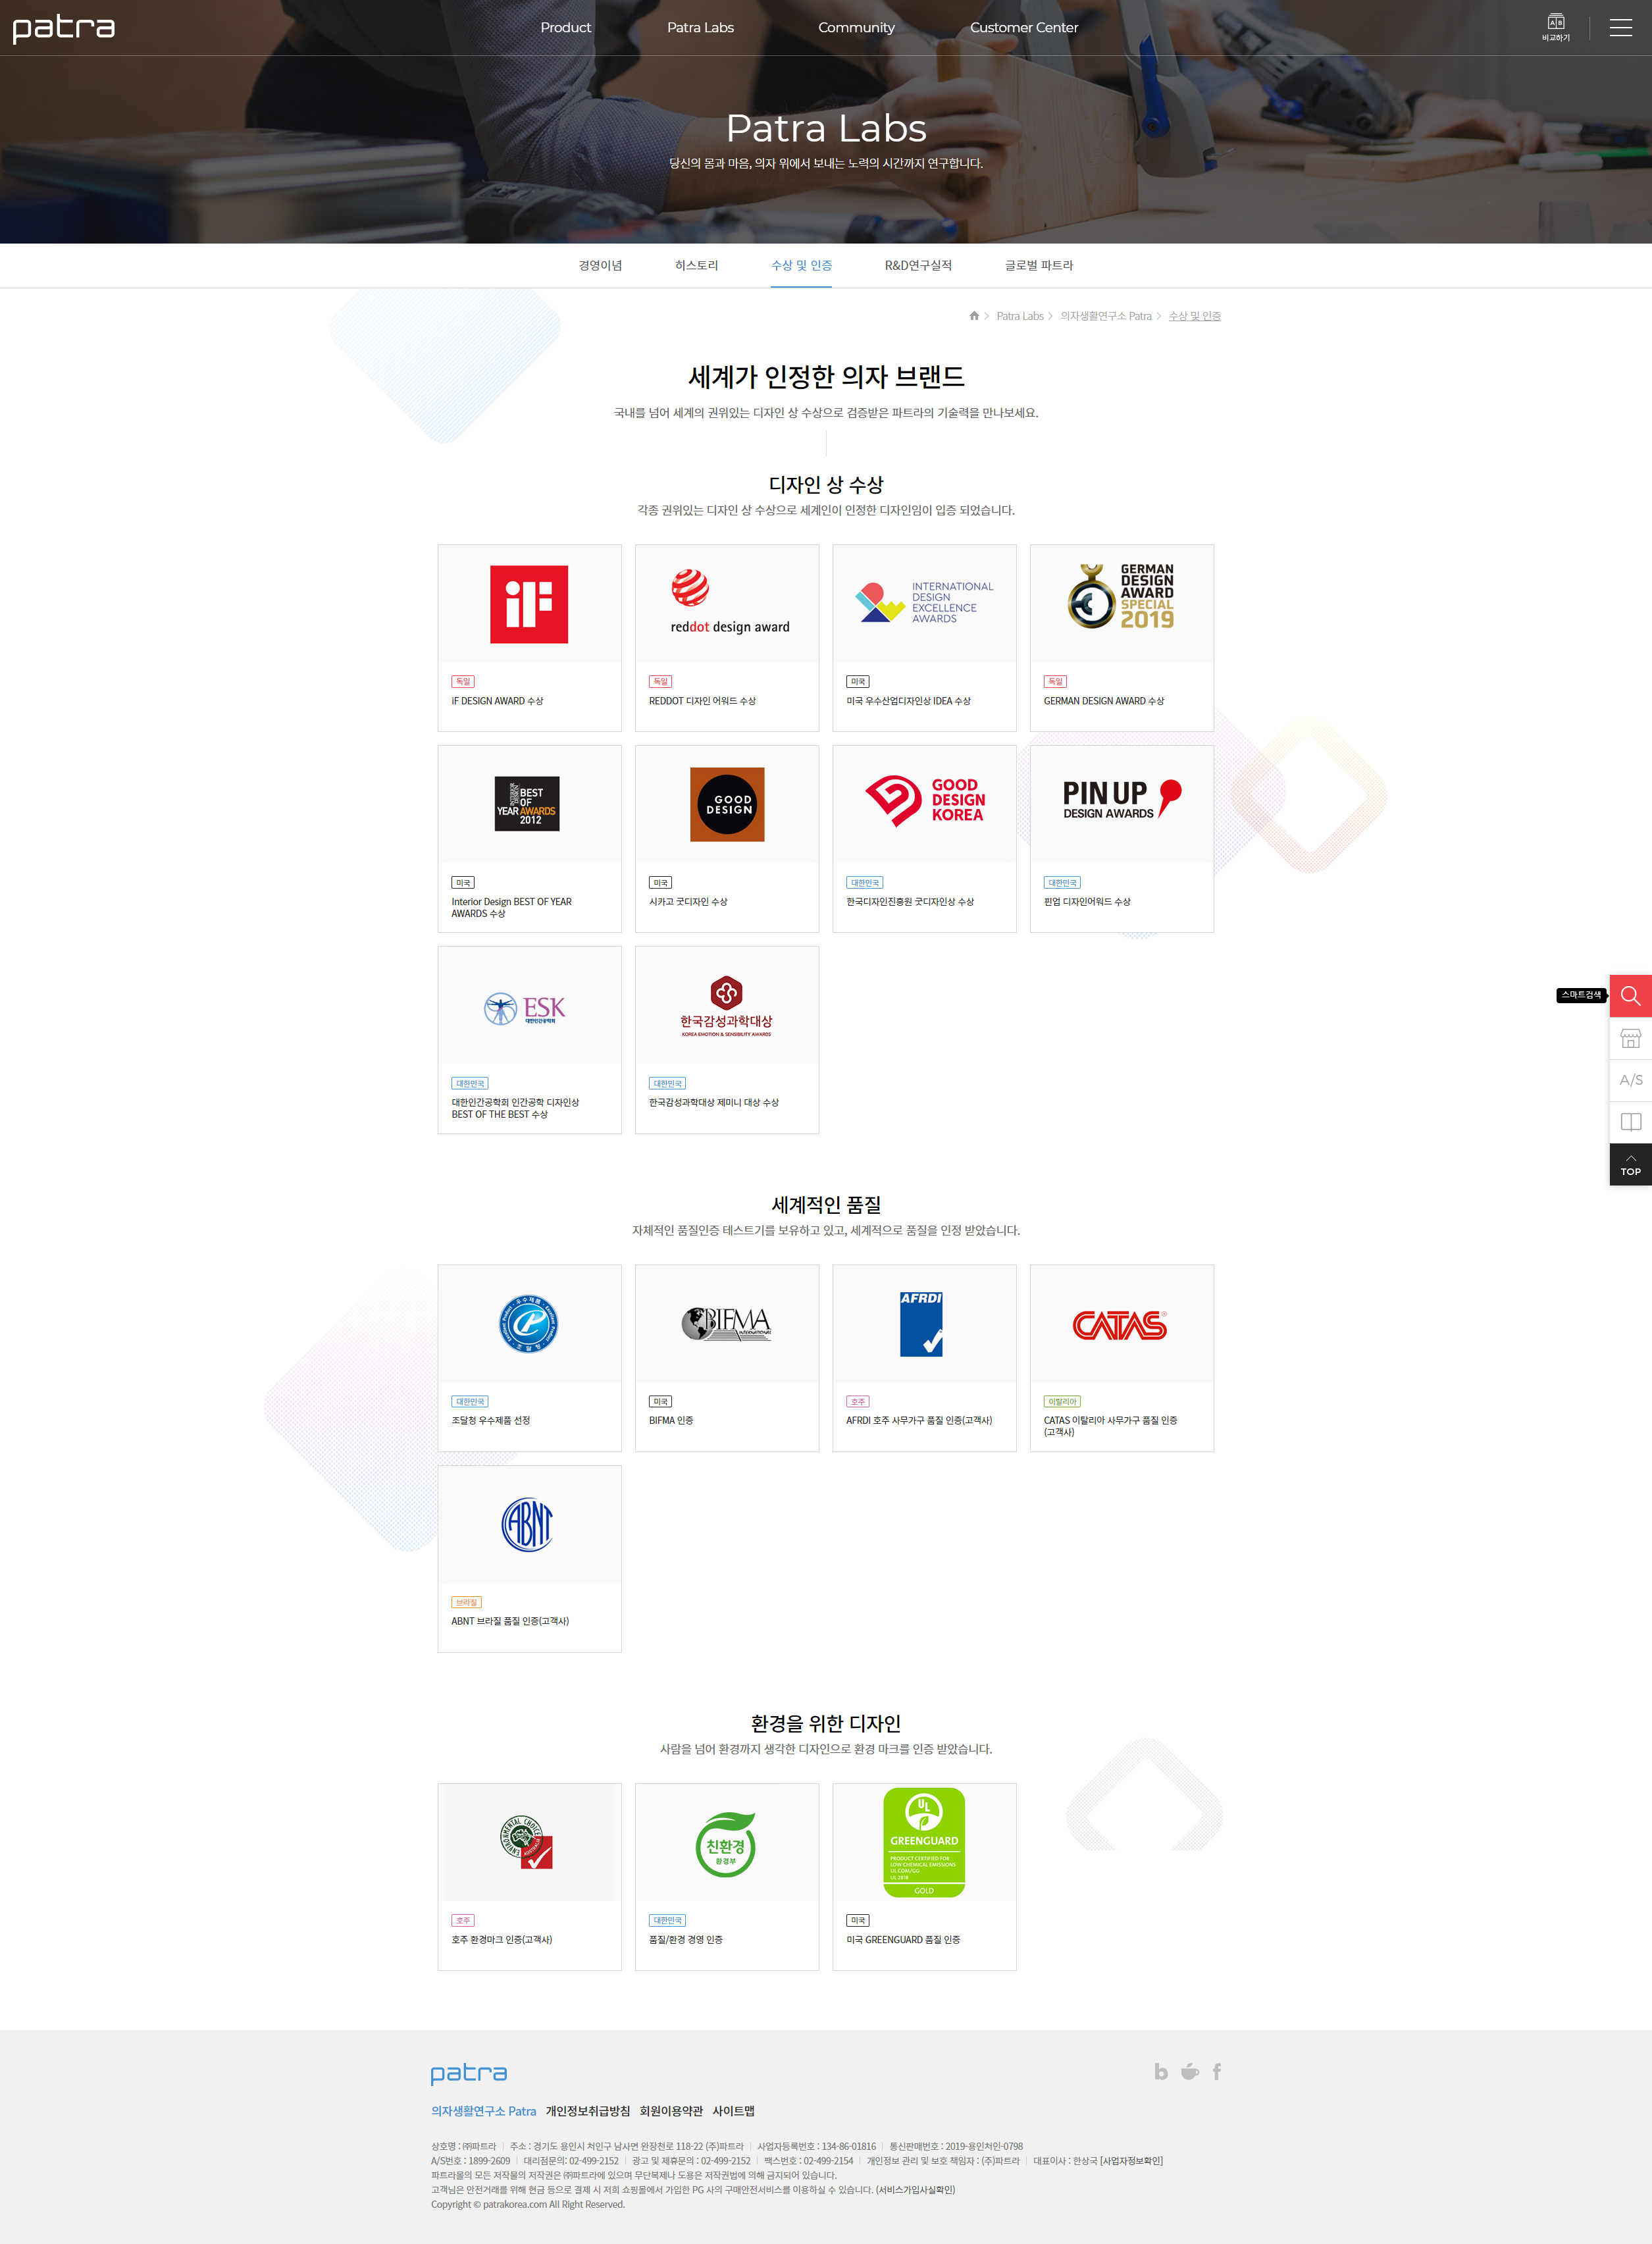 patra
Product
Patra Labs
Community
Customer Center
A B
비교하기
Patra Labs
당신의 몸과 마음, 의자 위에서 보내는 노력의 시간까지 연구합니다.
경영이념
히스토리
수상 및 인증
R&D연구실적
글로벌 파트라
Patra Labs
의자생활연구소 Patra
수상 및 인증
세계가 인정한 의자 브랜드
국내를 넘어 세계의 권위있는 디자인 상 수상으로 검증받은 파트라의 기술력을 만나보세요.
디자인 상 수상
각종 권위있는 디자인 상 수상으로 세계인이 인정한 디자인임이 입증 되었습니다.
iF
독일
iF DESIGN AWARD 수상
reddot design award
독일
REDDOT 디자인 어워드 수상
INTERNATIONAL
DESIGN
EXCELLENCE
AWARDS
미국
미국 우수산업디자인상 IDEA 수상
GERMAN
DESIGN
AWARD
SPECIAL
2019
독일
GERMAN DESIGN AWARD 수상
INTERIOR
DESIGN
BEST
OF
YEAR AWARDS
2012
미국
Interior Design BEST OF YEAR
AWARDS 수상
GOOD
DESIGN
미국
시카고 굿디자인 수상
GOOD
DESIGN
KOREA
대한민국
한국디자인진흥원 굿디자인상 수상
PIN UP
DESIGN AWARDS
대한민국
핀업 디자인어워드 수상
ESK
대한인간공학회
대한민국
대한인간공학회 인간공학 디자인상
BEST OF THE BEST 수상
한국감성과학대상
KOREA EMOTION & SENSIBILITY AWARDS
대한민국
한국감성과학대상 제미니 대상 수상
스마트검색
A/S
TOP
세계적인 품질
자체적인 품질인증 테스트기를 보유하고 있고, 세계적으로 품질을 인정 받았습니다.
우수제품
Excellent Product
Excellent Product
조달청
대한민국
조달청 우수제품 선정
BIFMA
INTERNATIONAL
미국
BIFMA 인증
AFRDI
호주
AFRDI 호주 사무가구 품질 인증(고객사)
CATAS®
이탈리아
CATAS 이탈리아 사무가구 품질 인증
(고객사)
ABNT
브라질
ABNT 브라질 품질 인증(고객사)
환경을 위한 디자인
사람을 넘어 환경까지 생각한 디자인으로 환경 마크를 인증 받았습니다.
ENVIRONMENTAL CHOICE
AUSTRALIA
호주
호주 환경마크 인증(고객사)
친환경
환경부
대한민국
품질/환경 경영 인증
UL
GREENGUARD
PRODUCT CERTIFIED FOR
LOW CHEMICAL EMISSIONS
UL.COM/GG
UL 2818
GOLD
미국
미국 GREENGUARD 품질 인증
patra
b
f
의자생활연구소 Patra 개인정보취급방침 회원이용약관 사이트맵
상호명 : ㈜파트라 | 주소 : 경기도 용인시 처인구 남사면 완장천로 118-22 (주)파트라 | 사업자등록번호 : 134-86-01816 | 통신판매번호 : 2019-용인처인-0798
A/S번호 : 1899-2609 | 대리점문의: 02-499-2152 | 광고 및 제휴문의 : 02-499-2152 | 팩스번호 : 02-499-2154 | 개인정보 관리 및 보호 책임자 : (주)파트라 | 대표이사 : 한상국 [사업자정보확인]
파트라몰의 모든 저작물의 저작권은 ㈜파트라에 있으며 무단복제나 도용은 저작권법에 의해 금지되어 있습니다.
고객님은 안전거래를 위해 현금 등으로 결제 시 저희 쇼핑몰에서 가입한 PG 사의 구매안전서비스를 이용하실 수 있습니다. (서비스가입사실확인)
Copyright © patrakorea.com All Right Reserved.